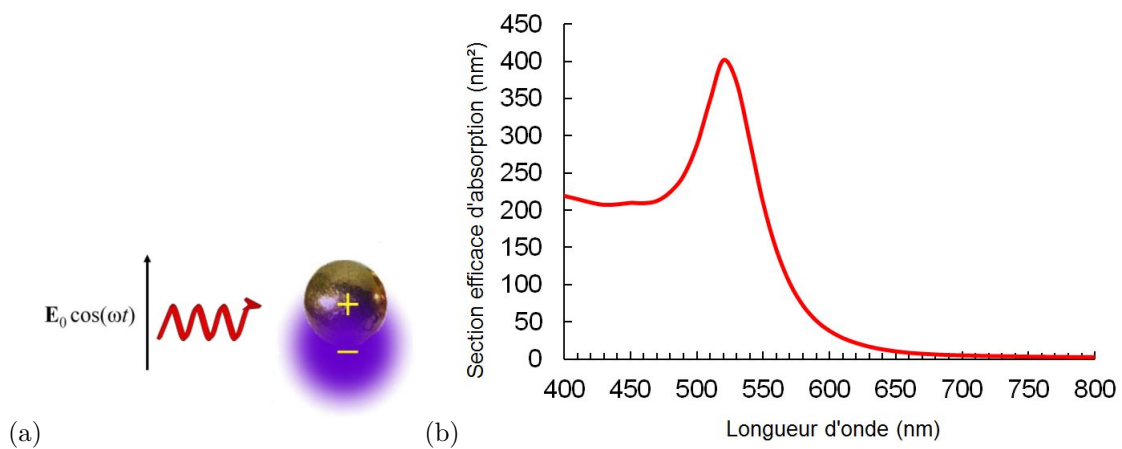 E₀ cos(ωt)
+
−
(a)
Section efficace d'absorption (nm²)
450
400
350
300
250
200
150
100
50
0
400 450 500 550 600 650 700 750 800
Longueur d'onde (nm)
(b)